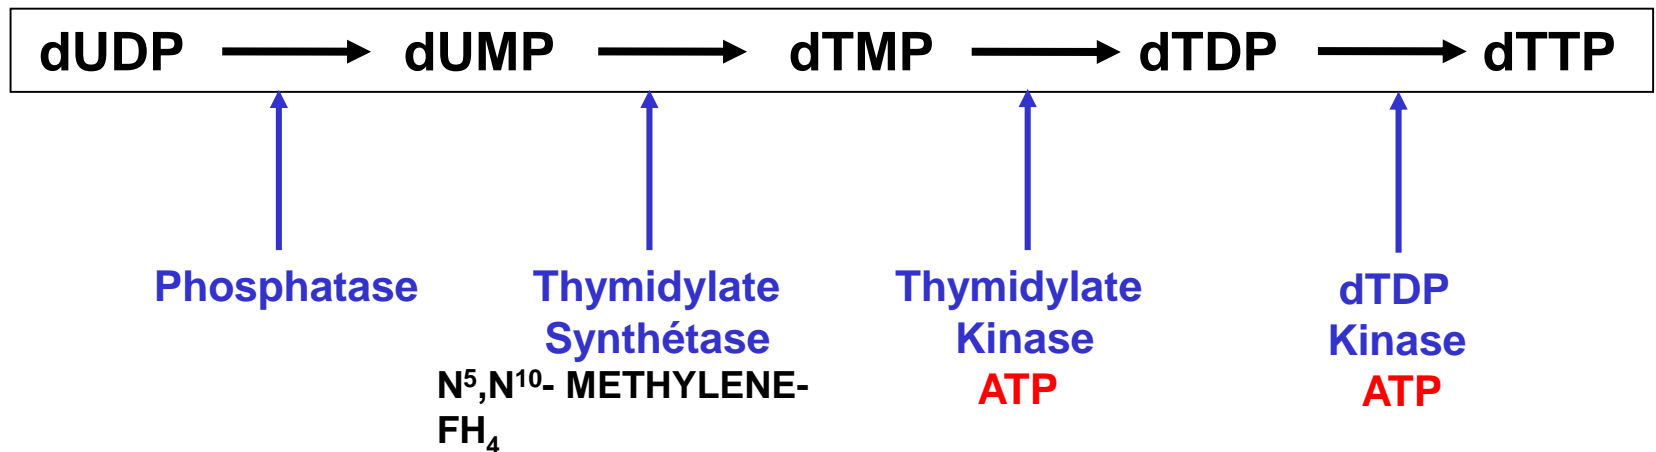 dUDP dUMP dTMP dTDP dTTP
Phosphatase
Thymidylate
Synthétase
N⁵,N¹⁰- METHYLENE-
FH₄
Thymidylate
Kinase
ATP
dTDP
Kinase
ATP